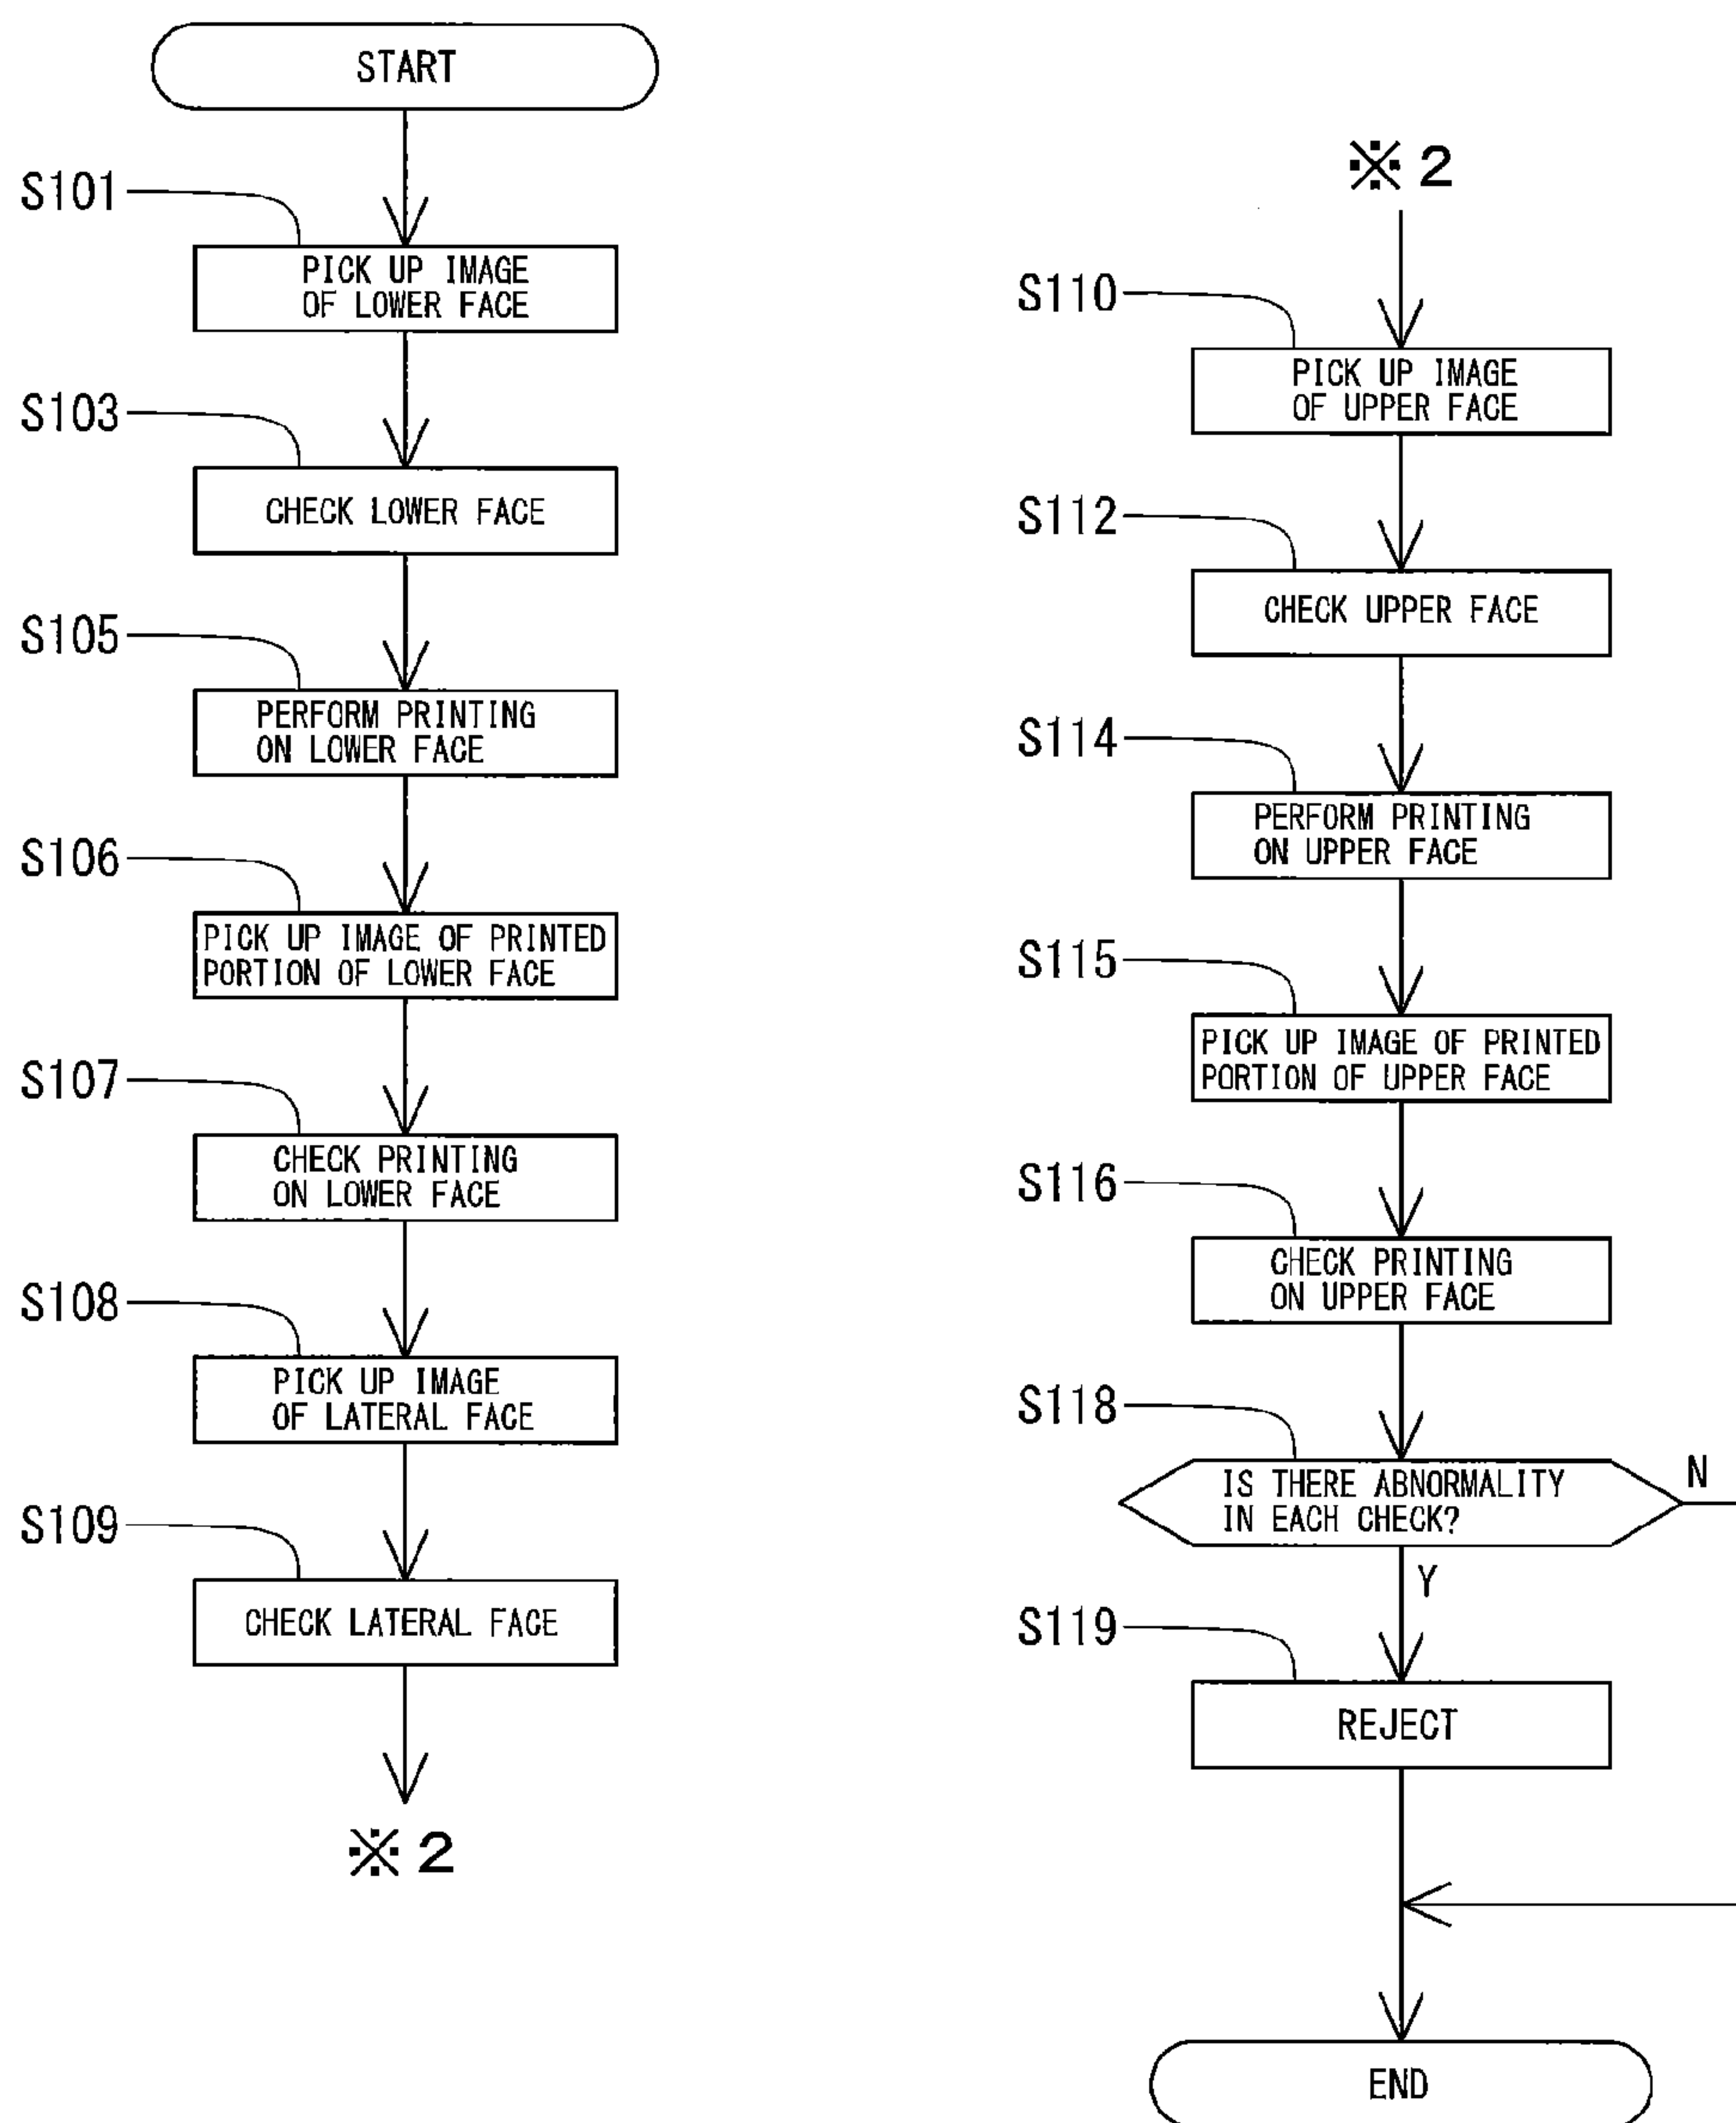 START
S101
PICK UP IMAGE
OF LOWER FACE
S103
CHECK LOWER FACE
S105
PERFORM PRINTING
ON LOWER FACE
S106
PICK UP IMAGE OF PRINTED
PORTION OF LOWER FACE
S107
CHECK PRINTING
ON LOWER FACE
S108
PICK UP IMAGE
OF LATERAL FACE
S109
CHECK LATERAL FACE
※2
※2
S110
PICK UP IMAGE
OF UPPER FACE
S112
CHECK UPPER FACE
S114
PERFORM PRINTING
ON UPPER FACE
S115
PICK UP IMAGE OF PRINTED
PORTION OF UPPER FACE
S116
CHECK PRINTING
ON UPPER FACE
S118
IS THERE ABNORMALITY
IN EACH CHECK?
N
Y
S119
REJECT
END